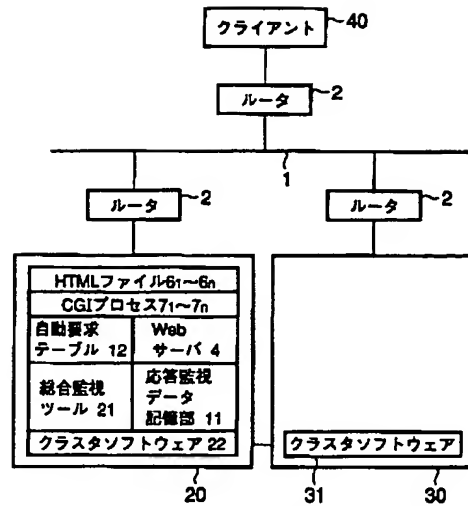 クライアント
40
ルータ
2
1
ルータ
2
ルータ
2
HTMLファイル6₁~6ₙ
CGIプロセス7₁~7ₙ
自動要求
テーブル 12
Web
サーバ 4
総合監視
ツール 21
応答監視
データ
記憶部 11
クラスタソフトウェア22
クラスタソフトウェア
20
31
30